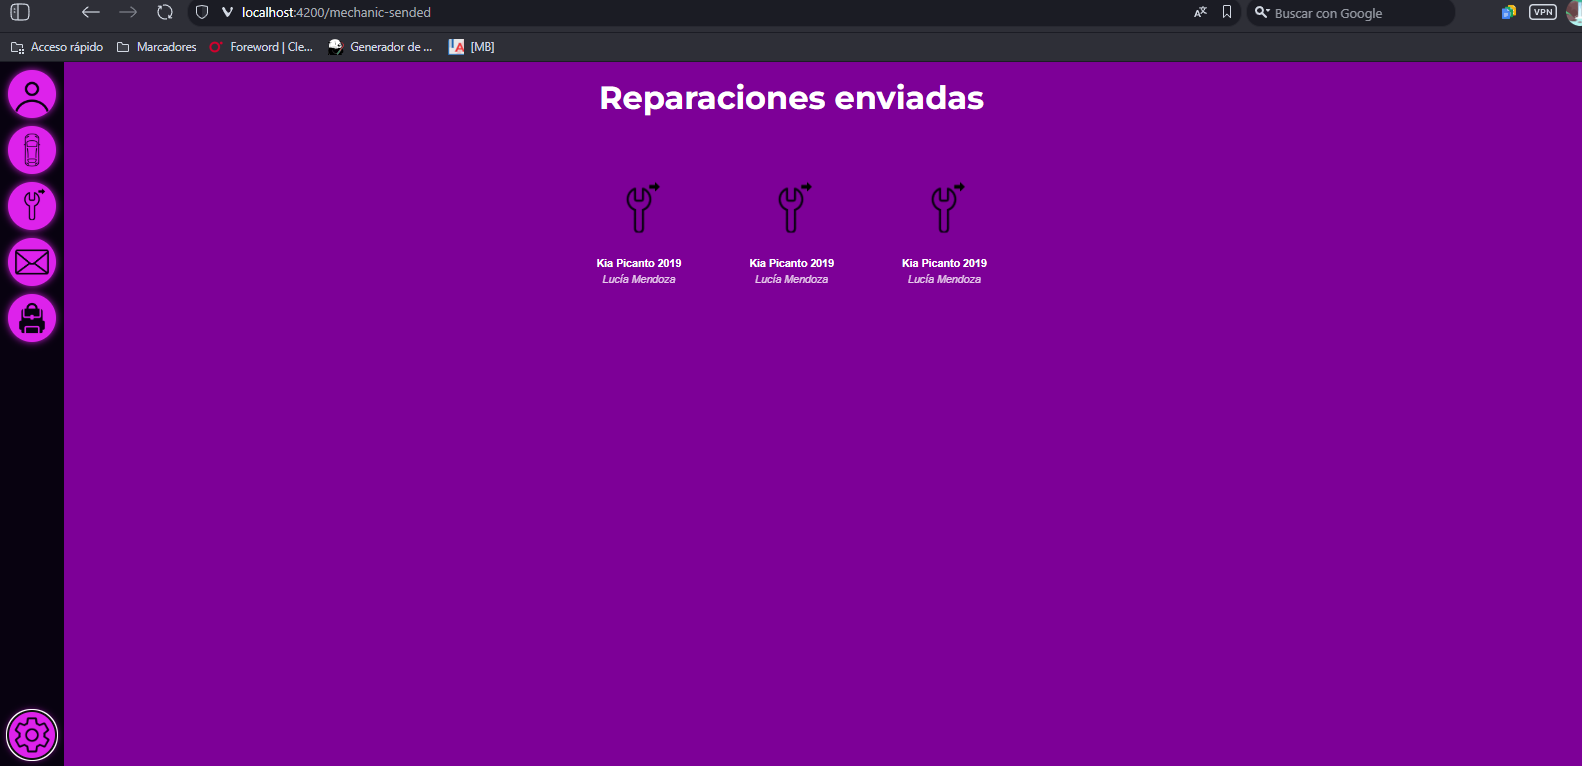 localhost:4200/mechanic-sended
Buscar con Google
VPN
Acceso rápido
Marcadores
Foreword | Cle...
Generador de ...
[MB]
Reparaciones enviadas
Kia Picanto 2019
Lucía Mendoza
Kia Picanto 2019
Lucía Mendoza
Kia Picanto 2019
Lucía Mendoza